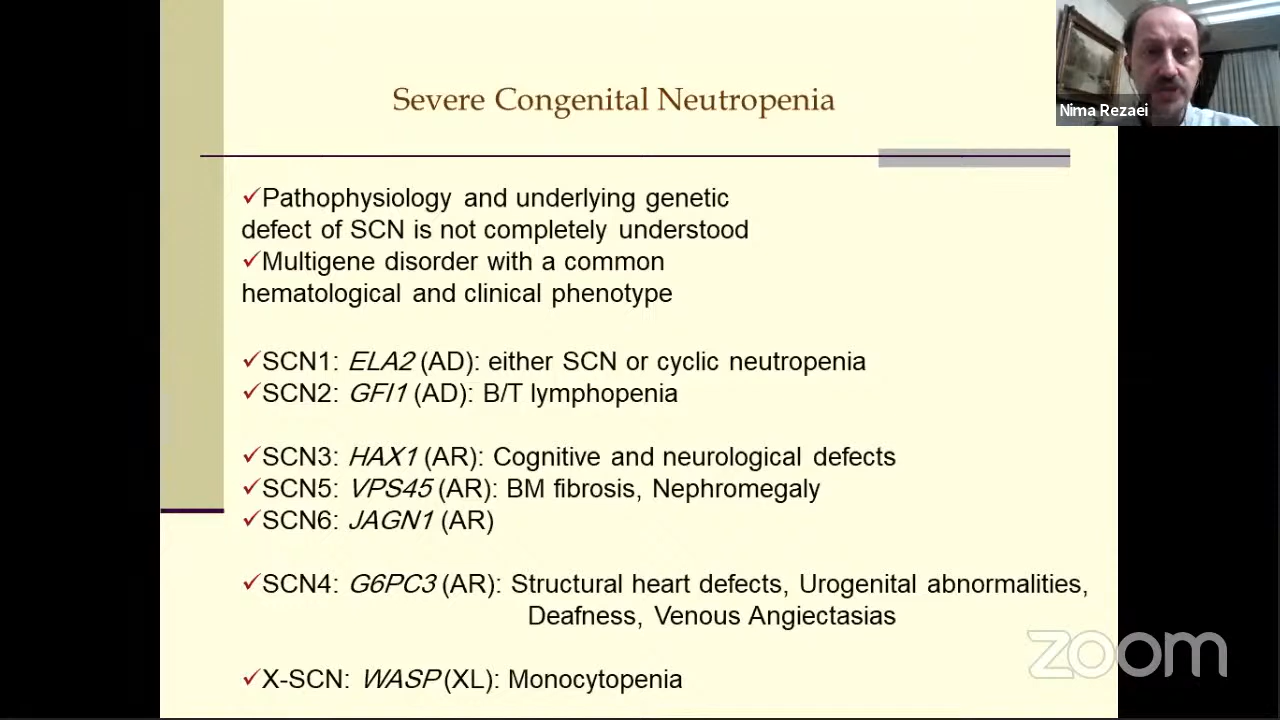 Severe Congenital Neutropenia
Nima Rezaei
✓Pathophysiology and underlying genetic
defect of SCN is not completely understood
✓Multigene disorder with a common
hematological and clinical phenotype
✓SCN1: ELA2 (AD): either SCN or cyclic neutropenia
✓SCN2: GFI1 (AD): B/T lymphopenia
✓SCN3: HAX1 (AR): Cognitive and neurological defects
✓SCN5: VPS45 (AR): BM fibrosis, Nephromegaly
✓SCN6: JAGN1 (AR)
✓SCN4: G6PC3 (AR): Structural heart defects, Urogenital abnormalities,
Deafness, Venous Angiectasias
zoom
✓X-SCN: WASP (XL): Monocytopenia